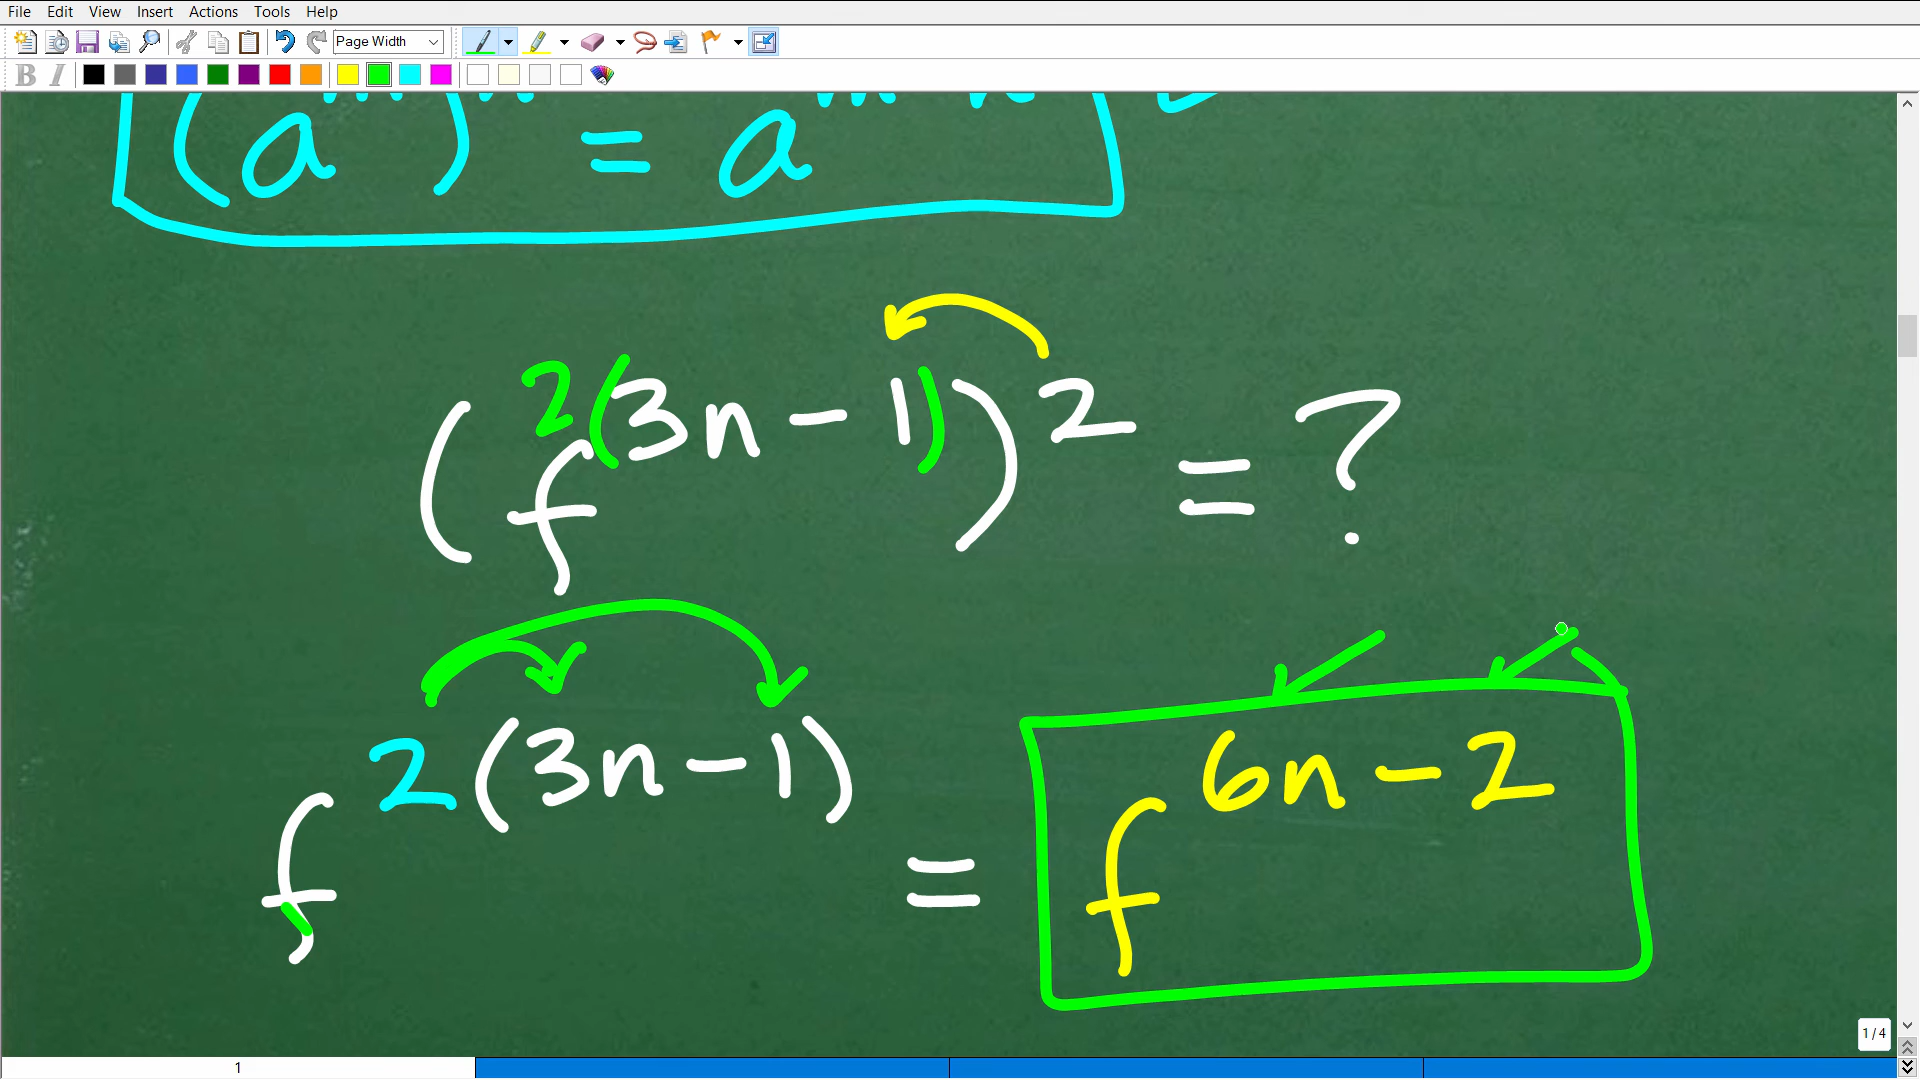 File Edit View Insert Actions Tools Help
Page Width
B I
(a^m)^n = a^m
(f^2(3n-1))^2 = ?
f^2(3n-1) = f^6n-2
1 / 4
1